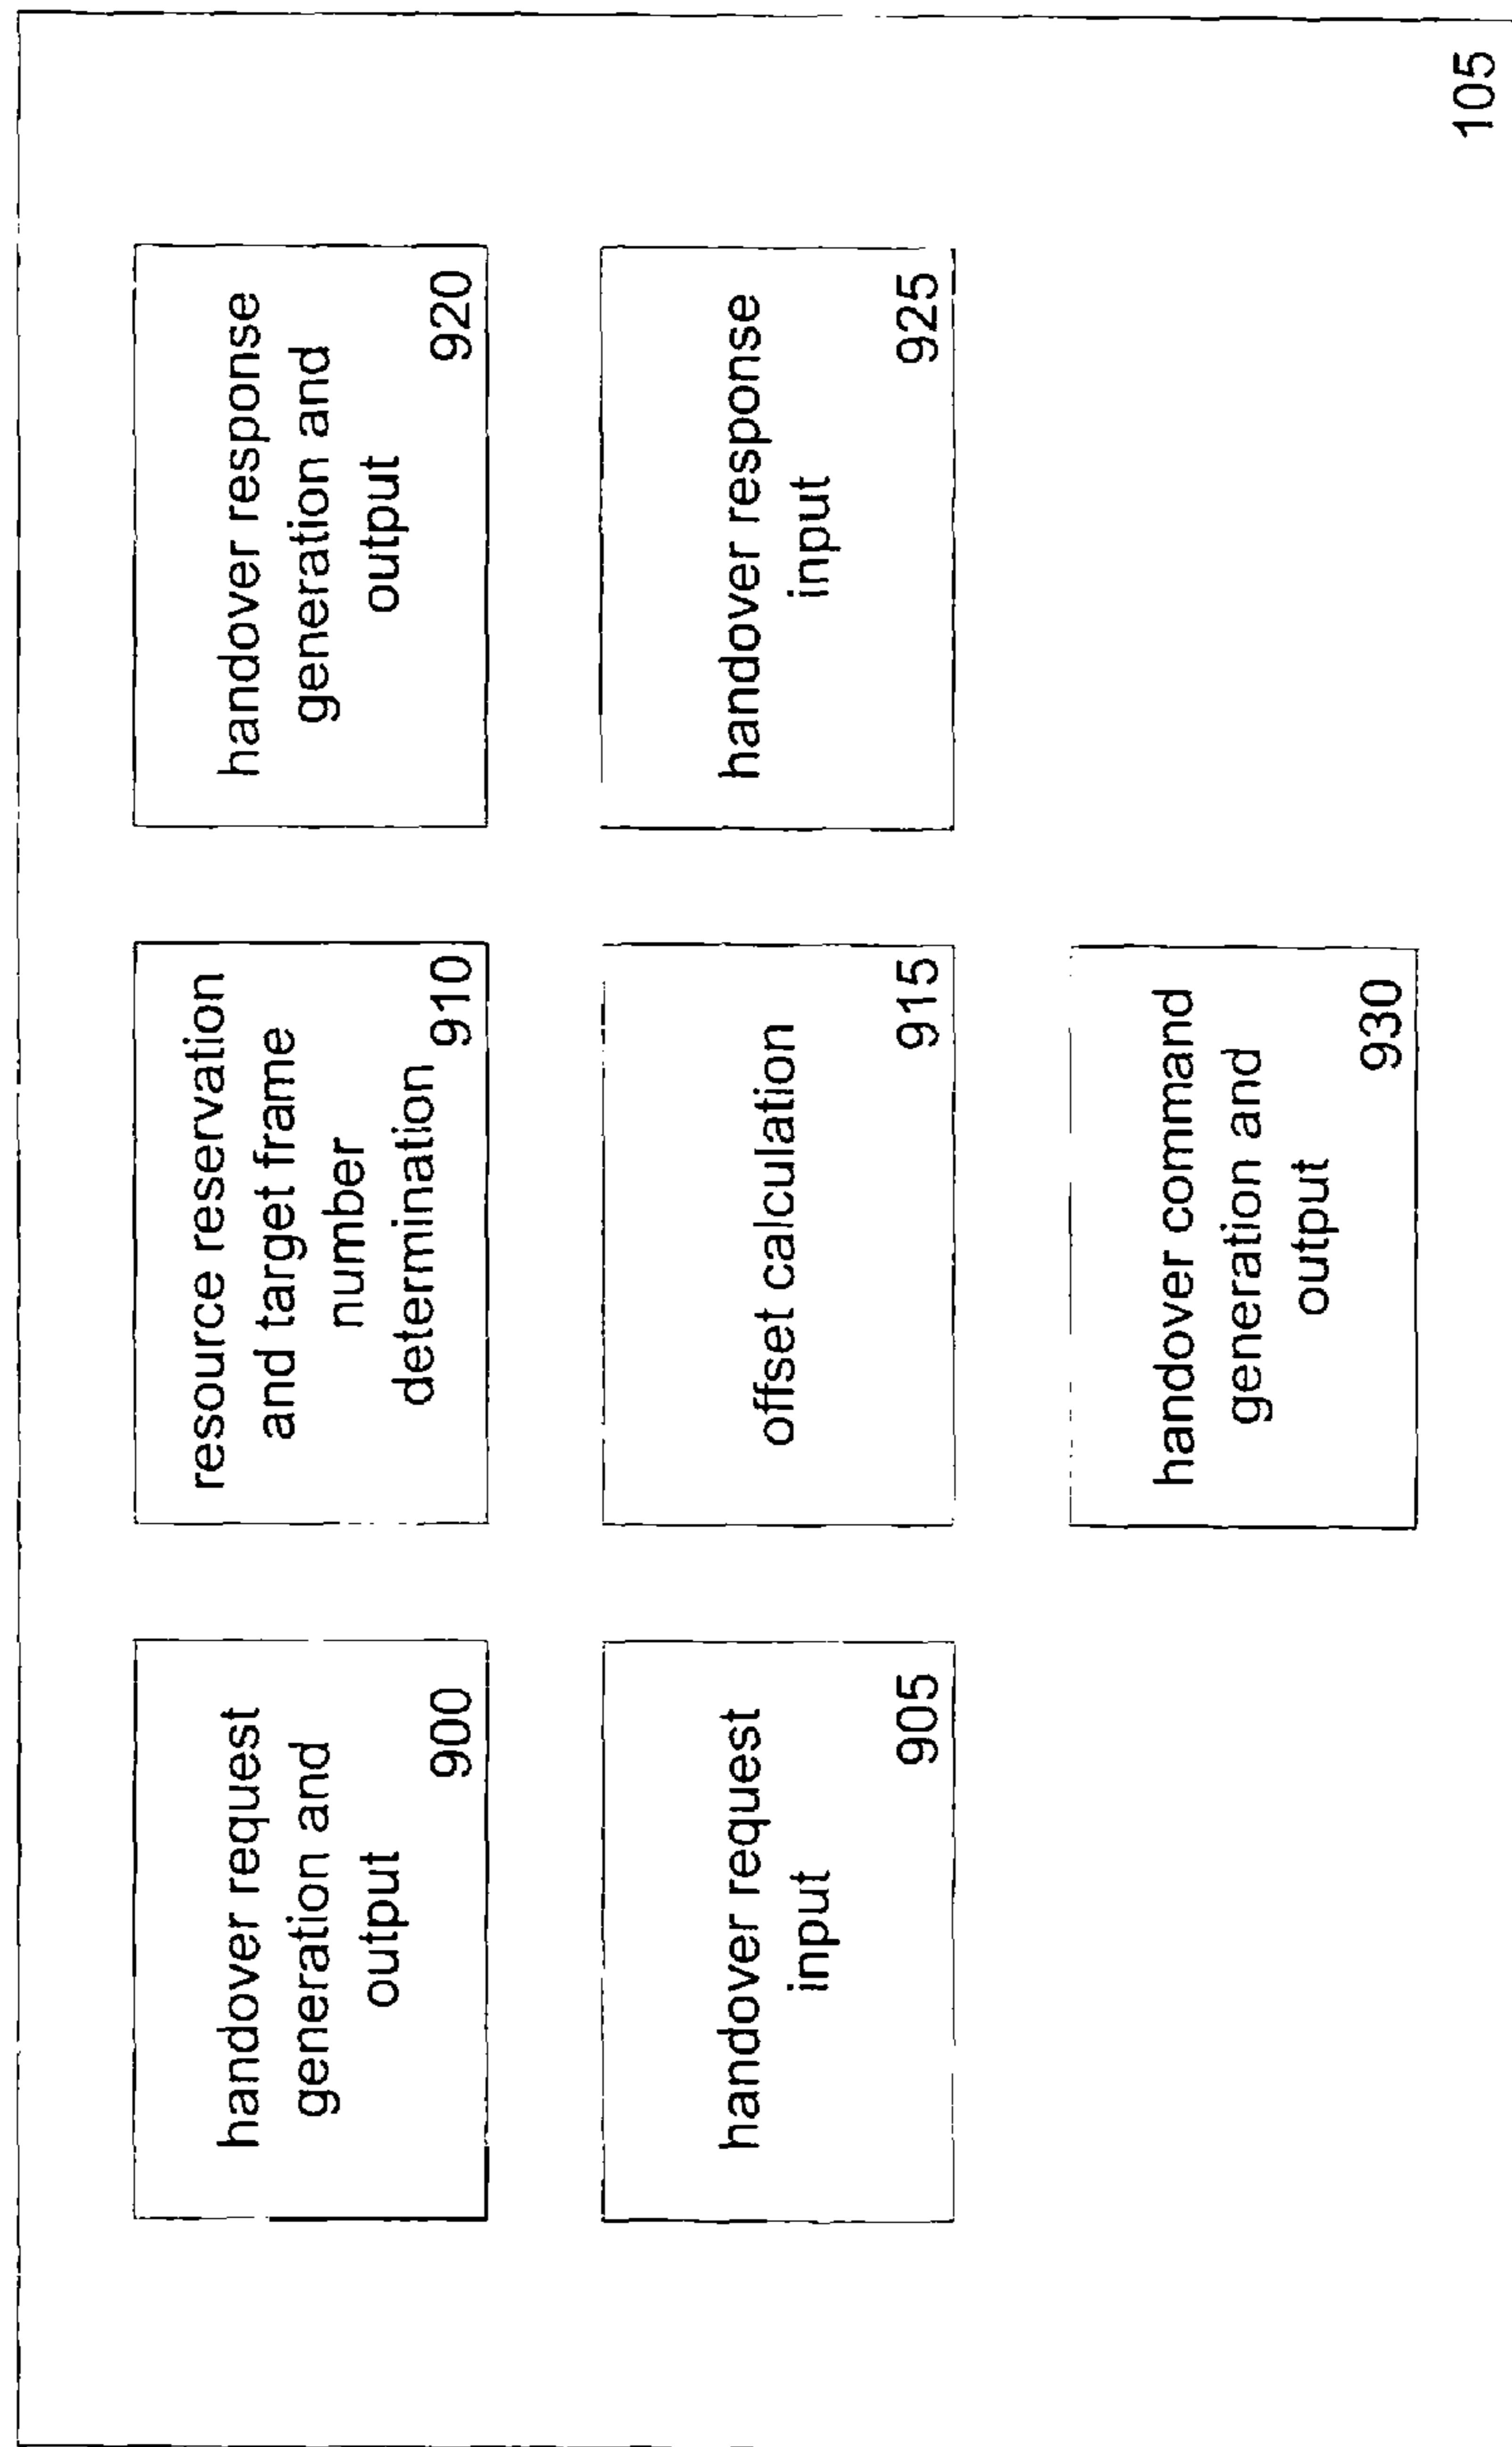 handover request
generation and
output
900
resource reservation
and target frame
number
determination
910
handover response
generation and
output
920
handover request
input
905
offset calculation
915
handover response
input
925
handover command
generation and
output
930
105